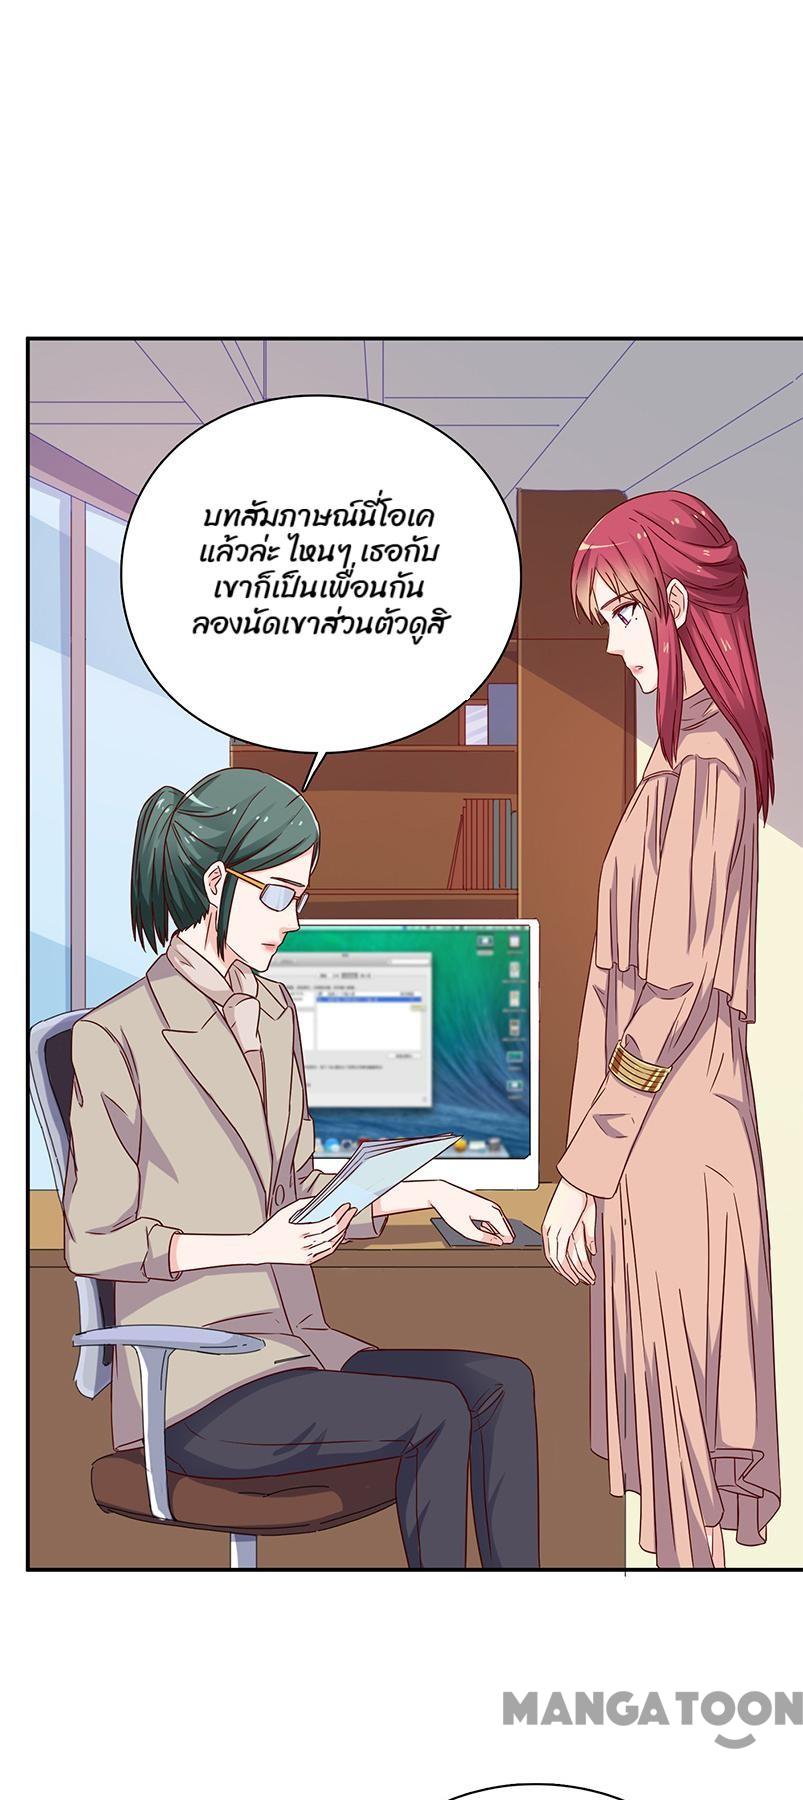 บทสัมภาษณ์นี่โอเค
แล้วล่ะ ไหนๆ เธอกับ
เขาก็เป็นเพื่อนกัน
ลองนัดเขาส่วนตัวดูสิ
MANGATOON